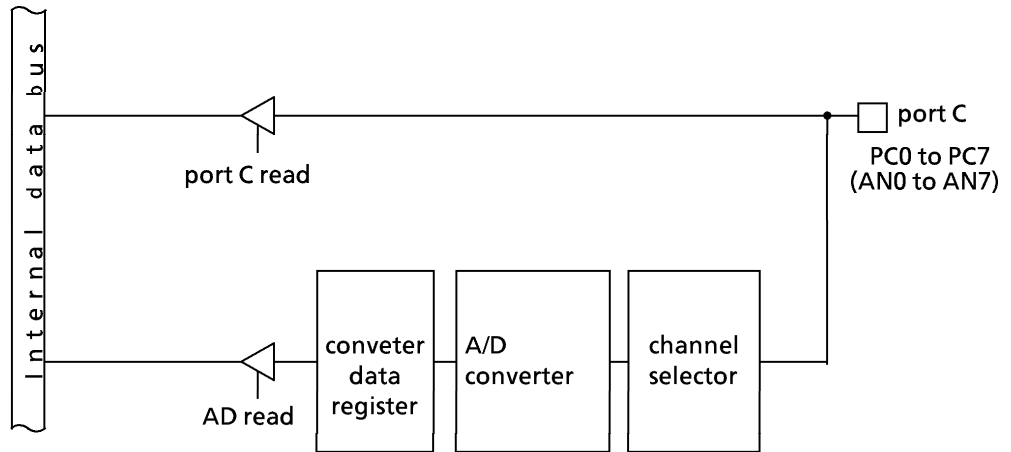 Internal data bus
port C
port C read
PC0 to PC7
(AN0 to AN7)
conveter
data
register
A/D
converter
channel
selector
AD read